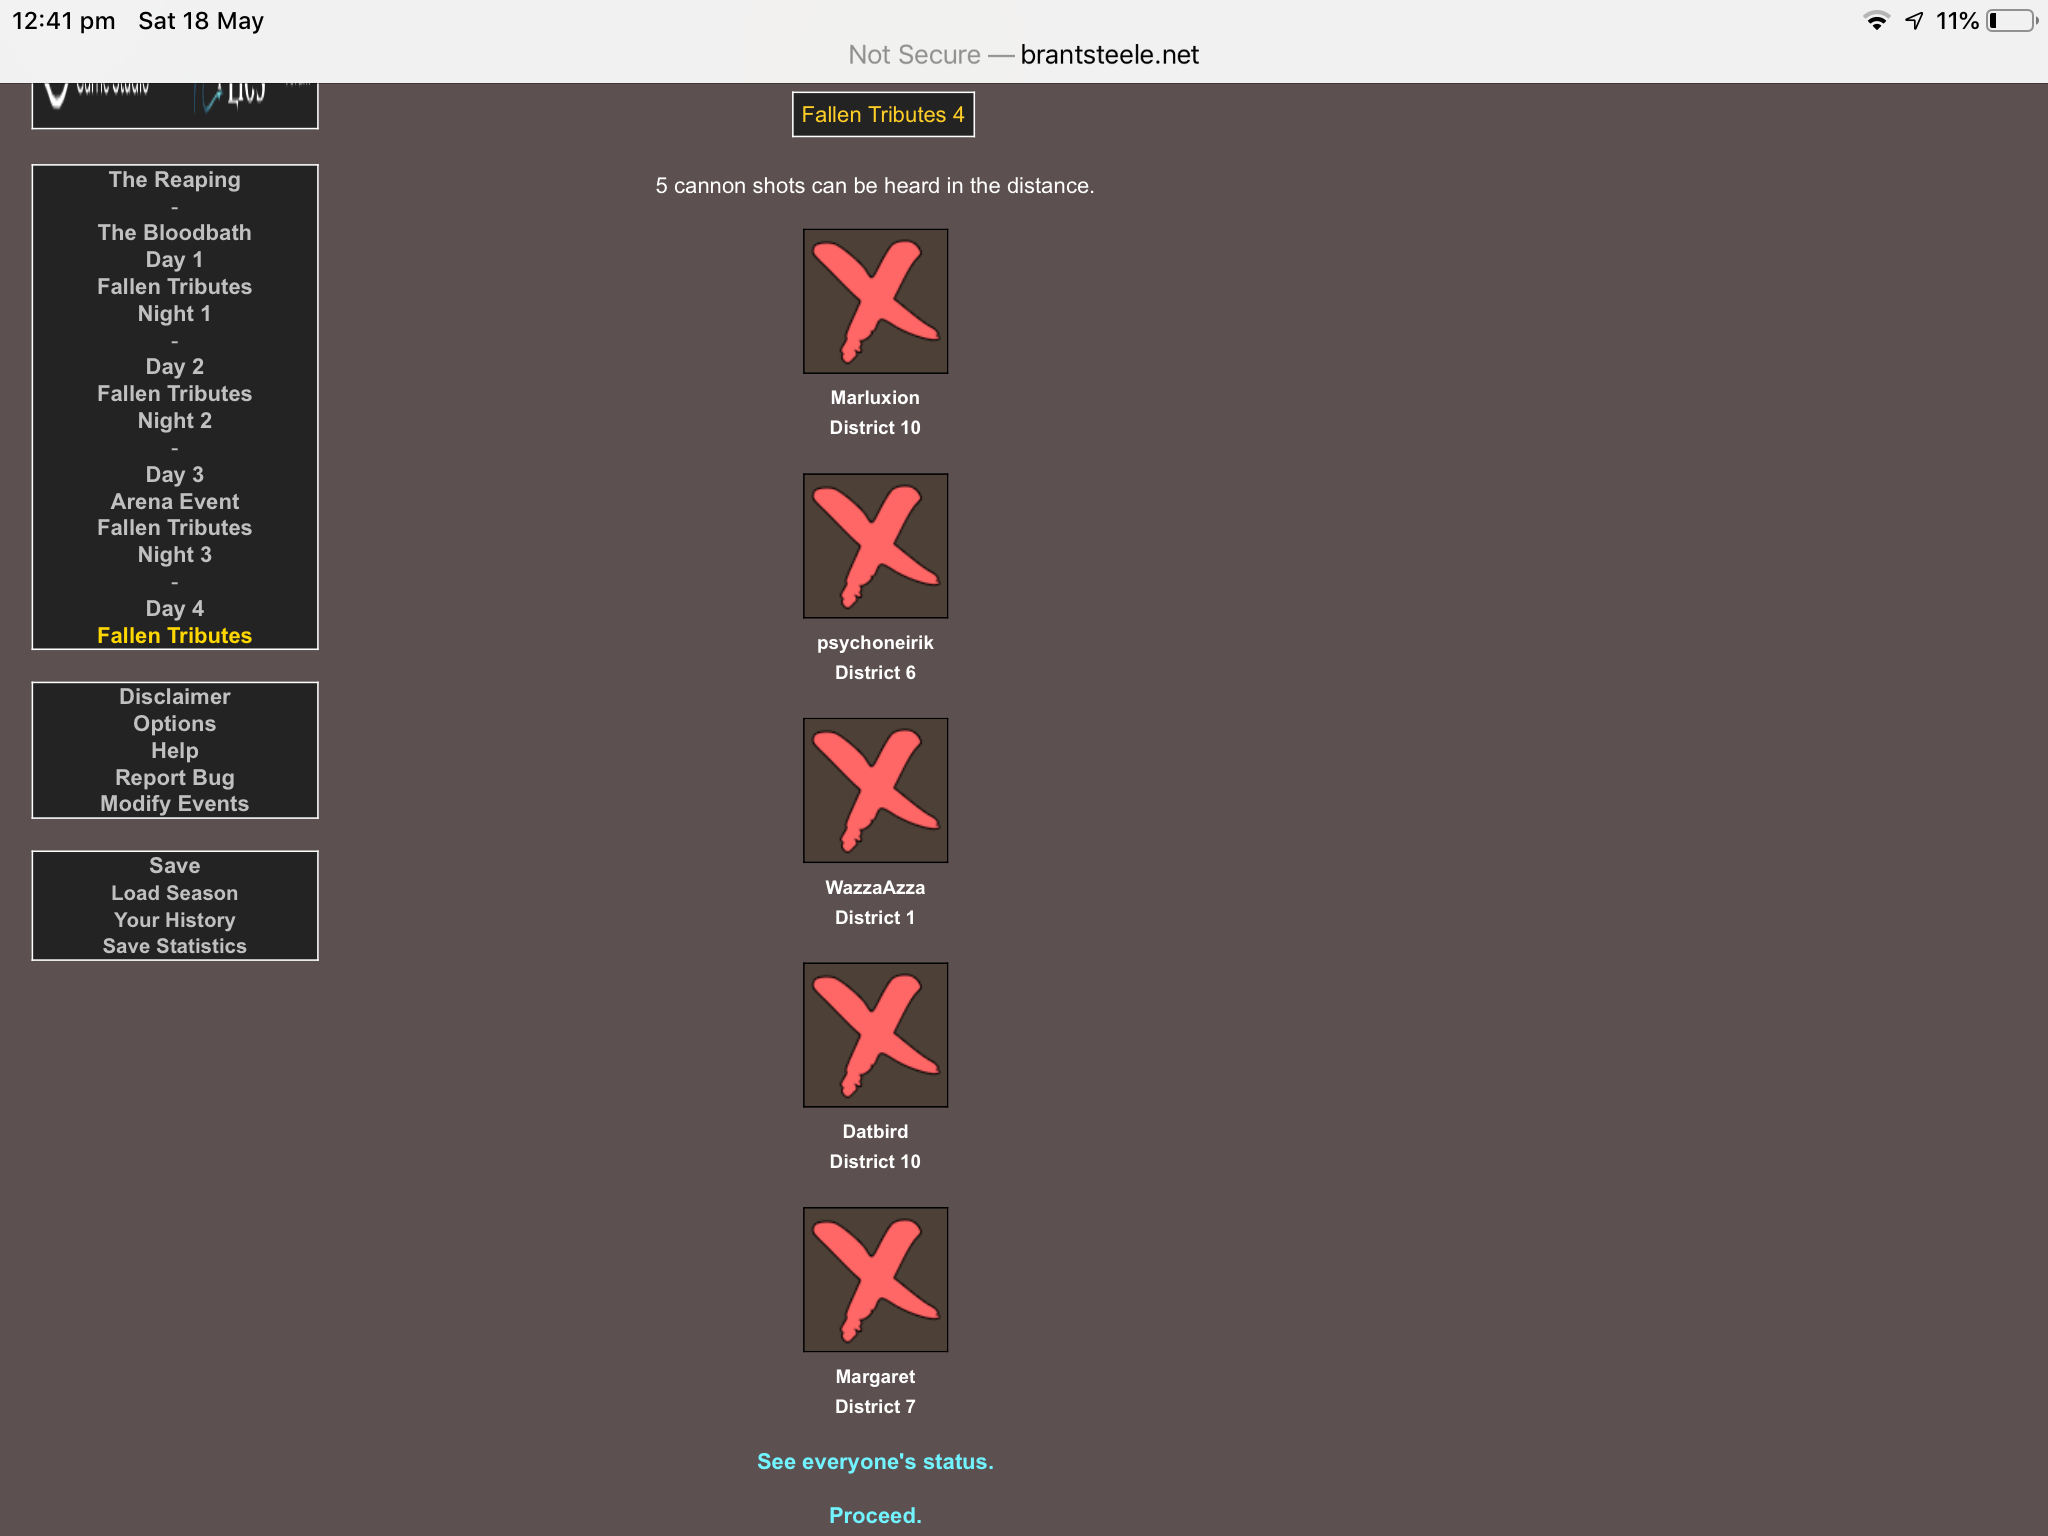 12:41 pm Sat 18 May
11%
Not Secure — brantsteele.net
Fallen Tributes 4
5 cannon shots can be heard in the distance.
Marluxion
District 10
psychoneirik
District 6
WazzaAzza
District 1
Datbird
District 10
Margaret
District 7
See everyone's status.
Proceed.
Game Studio
The Reaping
-
The Bloodbath
Day 1
Fallen Tributes
Night 1
-
Day 2
Fallen Tributes
Night 2
-
Day 3
Arena Event
Fallen Tributes
Night 3
-
Day 4
Fallen Tributes
Disclaimer
Options
Help
Report Bug
Modify Events
Save
Load Season
Your History
Save Statistics